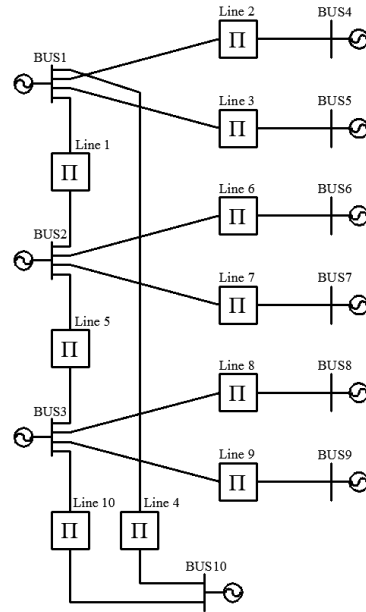 Line 2
BUS4
Π
BUS1
Line 3
BUS5
Π
Line 1
Π
Line 6
BUS6
Π
BUS2
Line 7
BUS7
Π
Line 5
Π
Line 8
BUS8
Π
BUS3
Line 9
BUS9
Π
Line 10
Line 4
Π
Π
BUS10